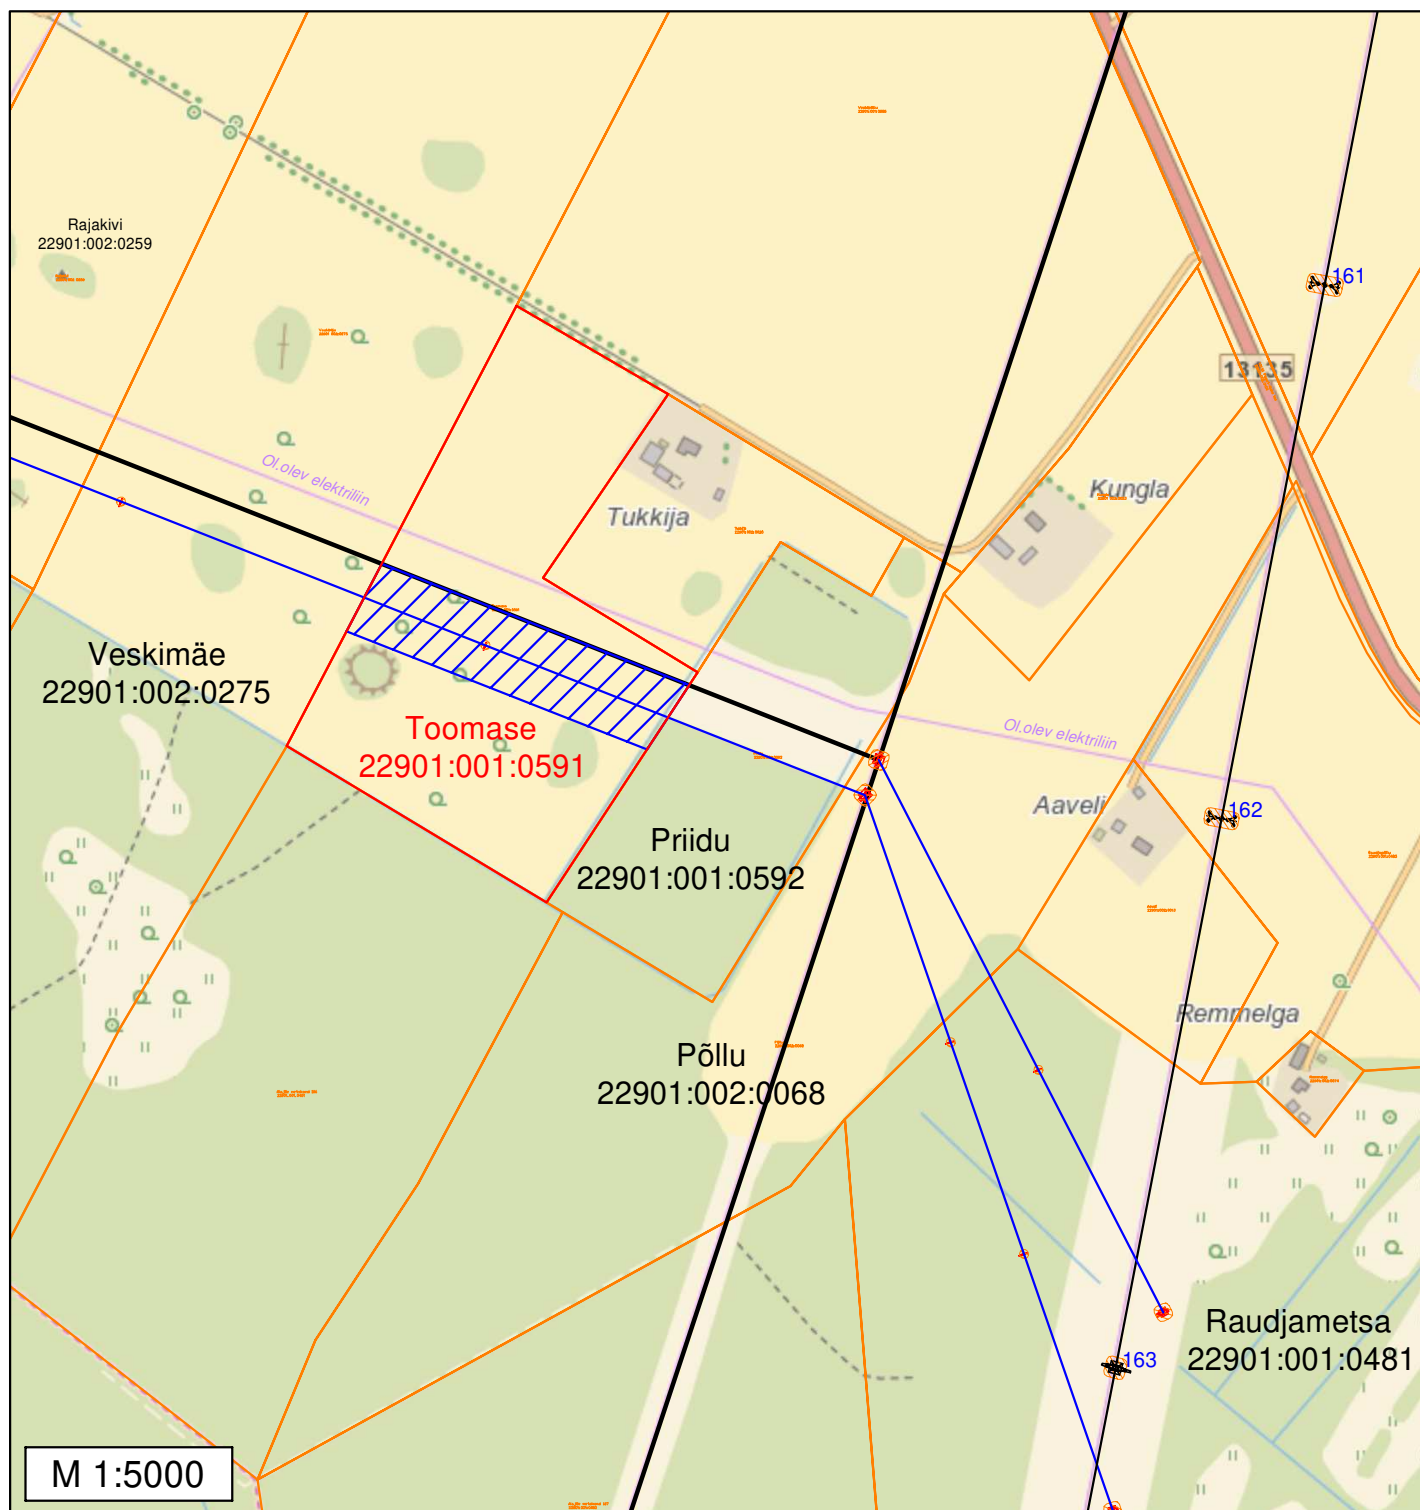 Rajakivi
22901:002:0259
161
13135
Ol.olev elektriliin
Kungla
Tukkija
Veskimäe
22901:002:0275
Toomase
22901:001:0591
Ol.olev elektriliin
Aaveli
162
Priidu
22901:001:0592
Remmelga
Põllu
22901:002:0068
Raudjametsa
22901:001:0481
163
M 1:5000